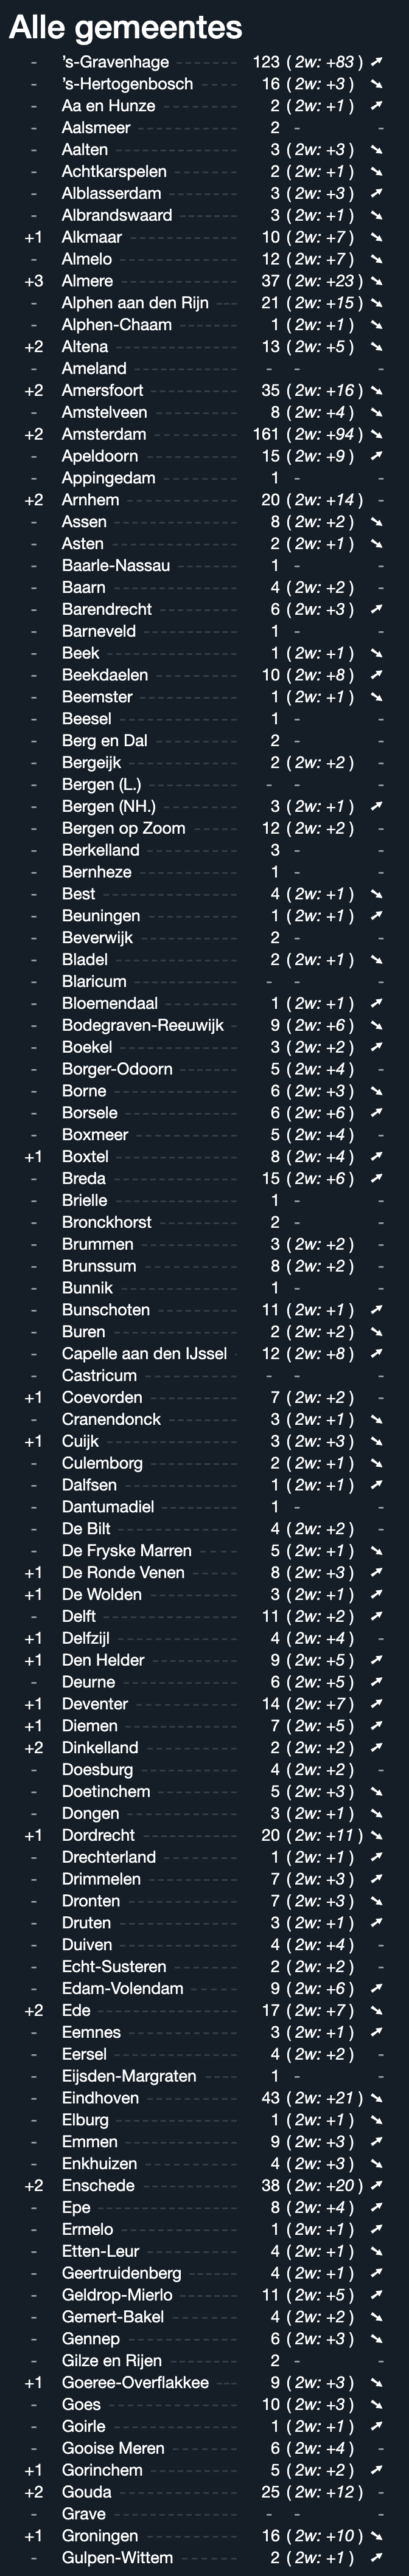 Alle gemeentes
- 's-Gravenhage 123 ( 2w: +83 ) ↗
- 's-Hertogenbosch 16 ( 2w: +3 ) ↘
- Aa en Hunze 2 ( 2w: +1 ) ↗
- Aalsmeer 2 - -
- Aalten 3 ( 2w: +3 ) ↘
- Achtkarspelen 2 ( 2w: +1 ) ↘
- Alblasserdam 3 ( 2w: +3 ) ↗
- Albrandswaard 3 ( 2w: +1 ) ↘
+1 Alkmaar 10 ( 2w: +7 ) ↘
- Almelo 12 ( 2w: +7 ) ↘
+3 Almere 37 ( 2w: +23 ) ↘
- Alphen aan den Rijn 21 ( 2w: +15 ) ↘
- Alphen-Chaam 1 ( 2w: +1 ) ↘
+2 Altena 13 ( 2w: +5 ) ↘
- Ameland - - -
+2 Amersfoort 35 ( 2w: +16 ) ↘
- Amstelveen 8 ( 2w: +4 ) ↘
+2 Amsterdam 161 ( 2w: +94 ) ↘
- Apeldoorn 15 ( 2w: +9 ) ↗
- Appingedam 1 - -
+2 Arnhem 20 ( 2w: +14 ) -
- Assen 8 ( 2w: +2 ) ↘
- Asten 2 ( 2w: +1 ) ↘
- Baarle-Nassau 1 - -
- Baarn 4 ( 2w: +2 ) -
- Barendrecht 6 ( 2w: +3 ) ↗
- Barneveld 1 - -
- Beek 1 ( 2w: +1 ) ↘
- Beekdaelen 10 ( 2w: +8 ) ↗
- Beemster 1 ( 2w: +1 ) ↘
- Beesel 1 - -
- Berg en Dal 2 - -
- Bergeijk 2 ( 2w: +2 ) -
- Bergen (L.) - - -
- Bergen (NH.) 3 ( 2w: +1 ) ↗
- Bergen op Zoom 12 ( 2w: +2 ) -
- Berkelland 3 - -
- Bernheze 1 - -
- Best 4 ( 2w: +1 ) ↘
- Beuningen 1 ( 2w: +1 ) ↗
- Beverwijk 2 - -
- Bladel 2 ( 2w: +1 ) ↘
- Blaricum - - -
- Bloemendaal 1 ( 2w: +1 ) ↗
- Bodegraven-Reeuwijk 9 ( 2w: +6 ) ↘
- Boekel 3 ( 2w: +2 ) ↗
- Borger-Odoorn 5 ( 2w: +4 ) -
- Borne 6 ( 2w: +3 ) ↘
- Borsele 6 ( 2w: +6 ) ↗
- Boxmeer 5 ( 2w: +4 ) -
+1 Boxtel 8 ( 2w: +4 ) ↗
- Breda 15 ( 2w: +6 ) ↗
- Brielle 1 - -
- Bronckhorst 2 - -
- Brummen 3 ( 2w: +2 ) -
- Brunssum 8 ( 2w: +2 ) -
- Bunnik 1 - -
- Bunschoten 11 ( 2w: +1 ) ↗
- Buren 2 ( 2w: +2 ) ↘
- Capelle aan den IJssel 12 ( 2w: +8 ) ↗
- Castricum - - -
+1 Coevorden 7 ( 2w: +2 ) -
- Cranendonck 3 ( 2w: +1 ) ↘
+1 Cuijk 3 ( 2w: +3 ) ↘
- Culemborg 2 ( 2w: +1 ) ↘
- Dalfsen 1 ( 2w: +1 ) ↗
- Dantumadiel 1 - -
- De Bilt 4 ( 2w: +2 ) -
- De Fryske Marren 5 ( 2w: +1 ) ↘
+1 De Ronde Venen 8 ( 2w: +3 ) ↗
+1 De Wolden 3 ( 2w: +1 ) ↗
- Delft 11 ( 2w: +2 ) ↗
+1 Delfzijl 4 ( 2w: +4 ) -
+1 Den Helder 9 ( 2w: +5 ) ↗
- Deurne 6 ( 2w: +5 ) ↗
+1 Deventer 14 ( 2w: +7 ) ↗
+1 Diemen 7 ( 2w: +5 ) ↗
+2 Dinkelland 2 ( 2w: +2 ) ↗
- Doesburg 4 ( 2w: +2 ) -
- Doetinchem 5 ( 2w: +3 ) ↘
- Dongen 3 ( 2w: +1 ) ↘
+1 Dordrecht 20 ( 2w: +11 ) ↘
- Drechterland 1 ( 2w: +1 ) ↗
- Drimmelen 7 ( 2w: +3 ) ↗
- Dronten 7 ( 2w: +3 ) ↘
- Druten 3 ( 2w: +1 ) ↗
- Duiven 4 ( 2w: +4 ) -
- Echt-Susteren 2 ( 2w: +2 ) -
- Edam-Volendam 9 ( 2w: +6 ) ↗
+2 Ede 17 ( 2w: +7 ) ↘
- Eemnes 3 ( 2w: +1 ) ↗
- Eersel 4 ( 2w: +2 ) -
- Eijsden-Margraten 1 - -
- Eindhoven 43 ( 2w: +21 ) ↘
- Elburg 1 ( 2w: +1 ) ↘
- Emmen 9 ( 2w: +3 ) ↗
- Enkhuizen 4 ( 2w: +3 ) ↘
+2 Enschede 38 ( 2w: +20 ) ↗
- Epe 8 ( 2w: +4 ) ↗
- Ermelo 1 ( 2w: +1 ) ↗
- Etten-Leur 4 ( 2w: +1 ) ↘
- Geertruidenberg 4 ( 2w: +1 ) ↗
- Geldrop-Mierlo 11 ( 2w: +5 ) ↗
- Gemert-Bakel 4 ( 2w: +2 ) ↘
- Gennep 6 ( 2w: +3 ) ↘
- Gilze en Rijen 2 - -
+1 Goeree-Overflakkee 9 ( 2w: +3 ) ↘
- Goes 10 ( 2w: +3 ) ↘
- Goirle 1 ( 2w: +1 ) ↗
- Gooise Meren 6 ( 2w: +4 ) -
+1 Gorinchem 5 ( 2w: +2 ) ↗
+2 Gouda 25 ( 2w: +12 ) -
- Grave - - -
+1 Groningen 16 ( 2w: +10 ) ↘
- Gulpen-Wittem 2 ( 2w: +1 ) ↗